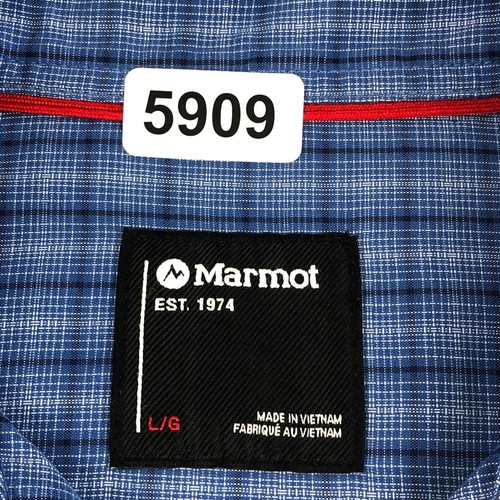 5909
Marmot
EST. 1974
L/G
MADE IN VIETNAM
FABRIQUÉ AU VIETNAM